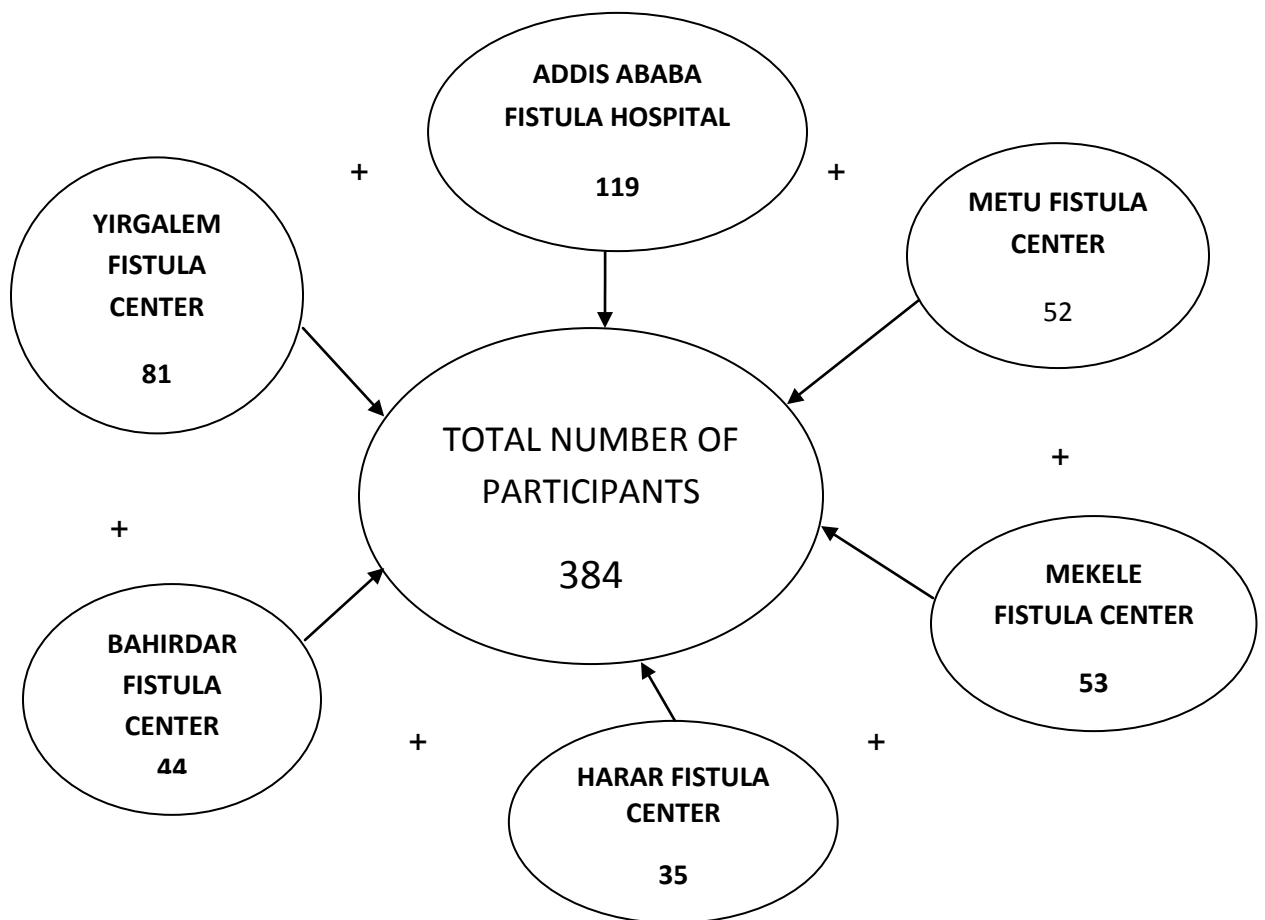 ADDIS ABABA
FISTULA HOSPITAL
119
+
+
YIRGALEM
FISTULA
CENTER
81
METU FISTULA
CENTER
52
TOTAL NUMBER OF
PARTICIPANTS
384
+
+
BAHIRDAR
FISTULA
CENTER
44
MEKELE
FISTULA CENTER
53
+
+
HARAR FISTULA
CENTER
35